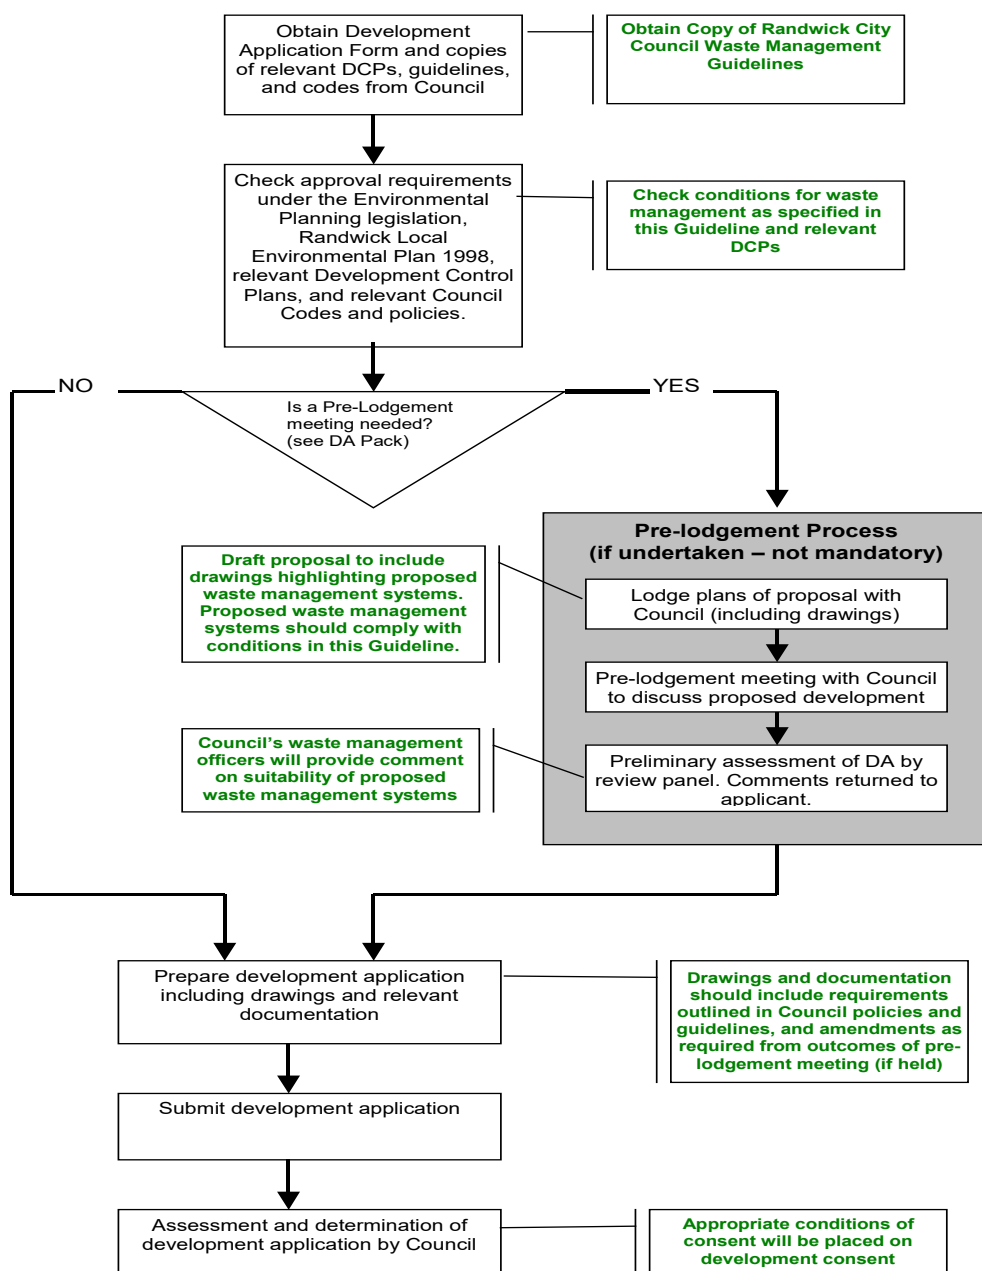 Obtain Development
Application Form and copies
of relevant DCPs, guidelines,
and codes from Council
Obtain Copy of Randwick City
Council Waste Management
Guidelines
Check approval requirements
under the Environmental
Planning legislation,
Randwick Local
Environmental Plan 1998,
relevant Development Control
Plans, and relevant Council
Codes and policies.
Check conditions for waste
management as specified in
this Guideline and relevant
DCPs
NO
YES
Is a Pre-Lodgement
meeting needed?
(see DA Pack)
Pre-lodgement Process
(if undertaken – not mandatory)
Draft proposal to include
drawings highlighting proposed
waste management systems.
Proposed waste management
systems should comply with
conditions in this Guideline.
Lodge plans of proposal with
Council (including drawings)
Pre-lodgement meeting with Council
to discuss proposed development
Council’s waste management
officers will provide comment
on suitability of proposed
waste management systems
Preliminary assessment of DA by
review panel. Comments returned to
applicant.
Prepare development application
including drawings and relevant
documentation
Drawings and documentation
should include requirements
outlined in Council policies and
guidelines, and amendments as
required from outcomes of pre-
lodgement meeting (if held)
Submit development application
Assessment and determination of
development application by Council
Appropriate conditions of
consent will be placed on
development consent